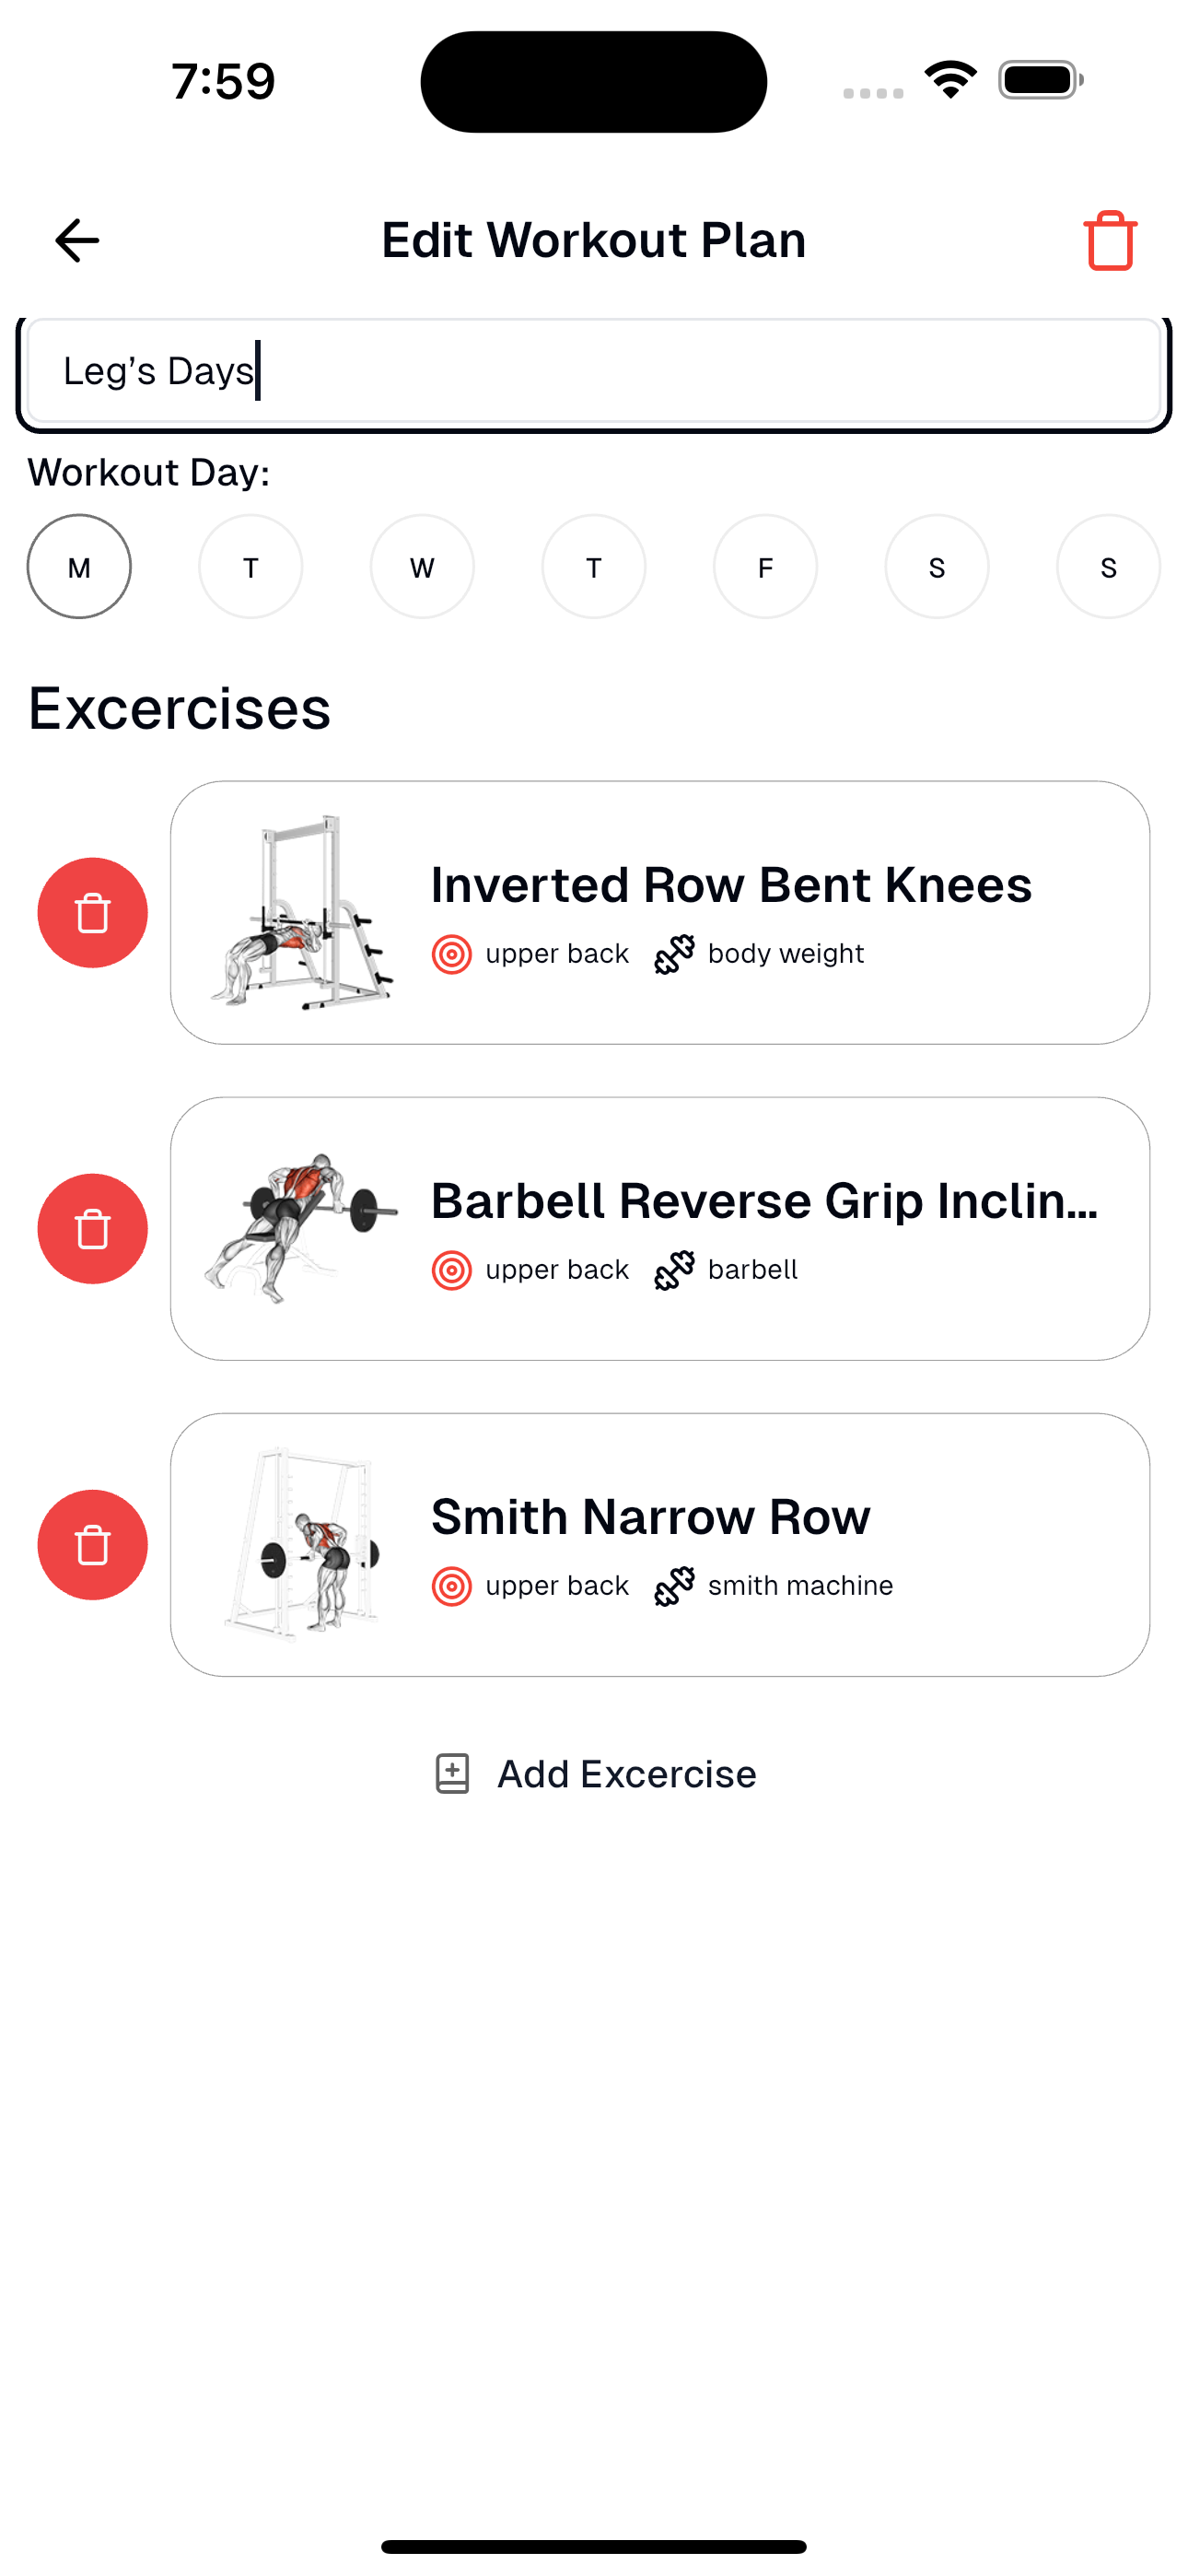 7:59
Edit Workout Plan
Leg’s Days
Workout Day:
M T W T F S S
Excercises
Inverted Row Bent Knees
upper back body weight
Barbell Reverse Grip Inclin...
upper back barbell
Smith Narrow Row
upper back smith machine
Add Excercise